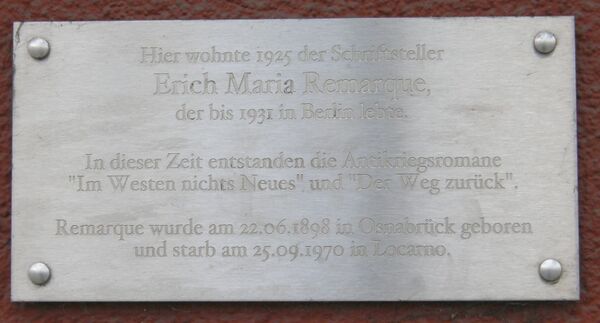 Hier wohnte 1925 der Schriftsteller
Erich Maria Remarque,
der bis 1931 in Berlin lebte.
In dieser Zeit entstanden die Antikriegsromane
"Im Westen nichts Neues" und "Der Weg zurück".
Remarque wurde am 22.06.1898 in Osnabrück geboren
und starb am 25.09.1970 in Locarno.